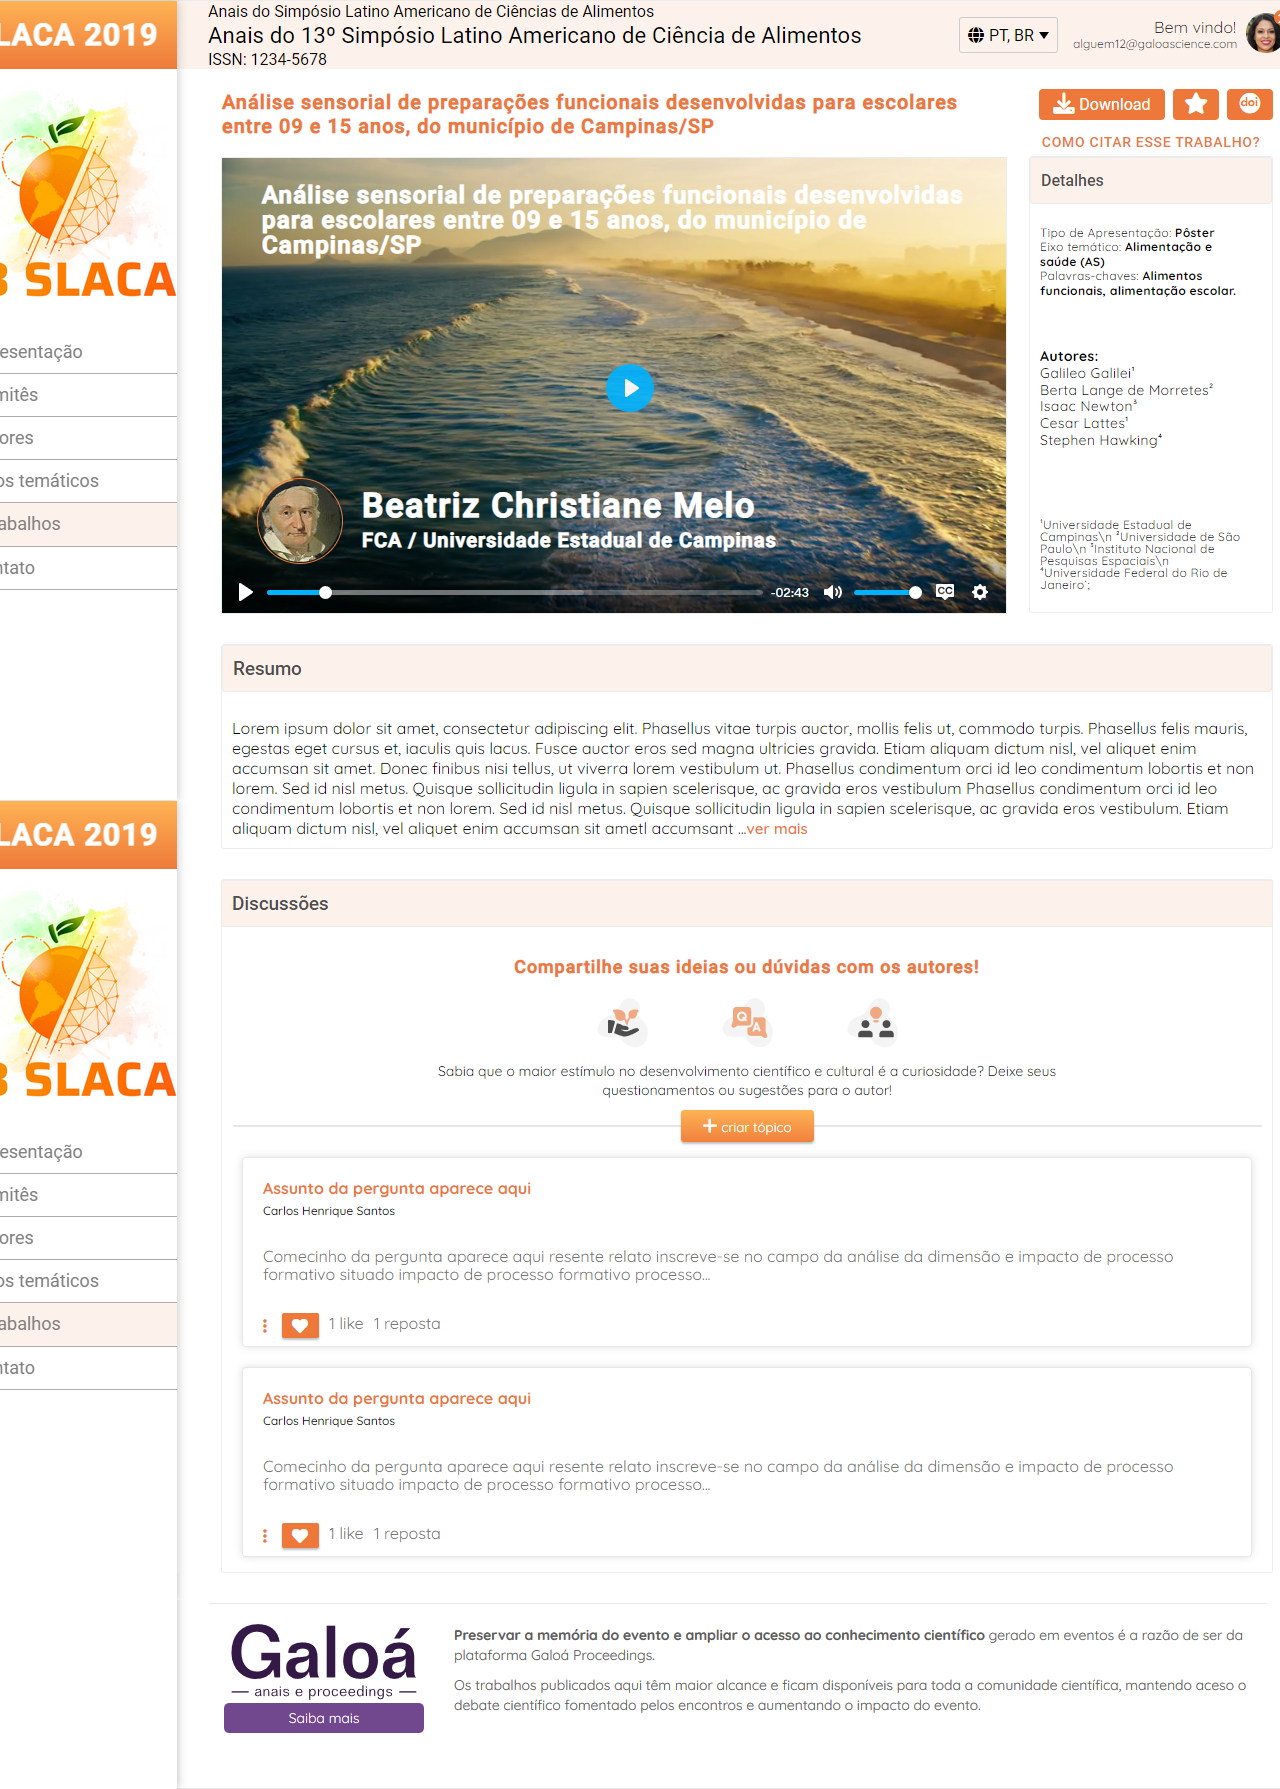 LACA 2019
SLACA
esentação
mitês
ores
os temáticos
abalhos
ntato
LACA 2019
SLACA
esentação
mitês
ores
os temáticos
abalhos
ntato
Anais do Simpósio Latino Americano de Ciências de Alimentos
Anais do 13º Simpósio Latino Americano de Ciência de Alimentos
ISSN: 1234-5678
PT, BR
Bem vindo!
alguem12@galoascience.com
Análise sensorial de preparações funcionais desenvolvidas para escolares
entre 09 e 15 anos, do município de Campinas/SP
Download
doi
COMO CITAR ESSE TRABALHO?
Análise sensorial de preparações funcionais desenvolvidas
para escolares entre 09 e 15 anos, do município de
Campinas/SP
Beatriz Christiane Melo
FCA / Universidade Estadual de Campinas
-02:43
CC
Detalhes
Tipo de Apresentação: Pôster
Eixo temático: Alimentação e
saúde (AS)
Palavras-chaves: Alimentos
funcionais, alimentação escolar.
Autores:
Galileo Galilei¹
Berta Lange de Morretes²
Isaac Newton³
Cesar Lattes¹
Stephen Hawking⁴
¹Universidade Estadual de
Campinas\n ²Universidade de São
Paulo\n ³Instituto Nacional de
Pesquisas Espaciais\n
⁴Universidade Federal do Rio de
Janeiro´;
Resumo
Lorem ipsum dolor sit amet, consectetur adipiscing elit. Phasellus vitae turpis auctor, mollis felis ut, commodo turpis. Phasellus felis mauris,
egestas eget cursus et, iaculis quis lacus. Fusce auctor eros sed magna ultricies gravida. Etiam aliquam dictum nisl, vel aliquet enim
accumsan sit amet. Donec finibus nisi tellus, ut viverra lorem vestibulum ut. Phasellus condimentum orci id leo condimentum lobortis et non
lorem. Sed id nisl metus. Quisque sollicitudin ligula in sapien scelerisque, ac gravida eros vestibulum Phasellus condimentum orci id leo
condimentum lobortis et non lorem. Sed id nisl metus. Quisque sollicitudin ligula in sapien scelerisque, ac gravida eros vestibulum. Etiam
aliquam dictum nisl, vel aliquet enim accumsan sit ametl accumsant ...ver mais
Discussões
Compartilhe suas ideias ou dúvidas com os autores!
Q A
Sabia que o maior estímulo no desenvolvimento científico e cultural é a curiosidade? Deixe seus
questionamentos ou sugestões para o autor!
criar tópico
Assunto da pergunta aparece aqui
Carlos Henrique Santos
Comecinho da pergunta aparece aqui resente relato inscreve-se no campo da análise da dimensão e impacto de processo
formativo situado impacto de processo formativo processo...
1 like 1 reposta
Assunto da pergunta aparece aqui
Carlos Henrique Santos
Comecinho da pergunta aparece aqui resente relato inscreve-se no campo da análise da dimensão e impacto de processo
formativo situado impacto de processo formativo processo...
1 like 1 reposta
Galoá
anais e proceedings
Saiba mais
Preservar a memória do evento e ampliar o acesso ao conhecimento científico gerado em eventos é a razão de ser da
plataforma Galoá Proceedings.
Os trabalhos publicados aqui têm maior alcance e ficam disponíveis para toda a comunidade científica, mantendo aceso o
debate científico fomentado pelos encontros e aumentando o impacto do evento.